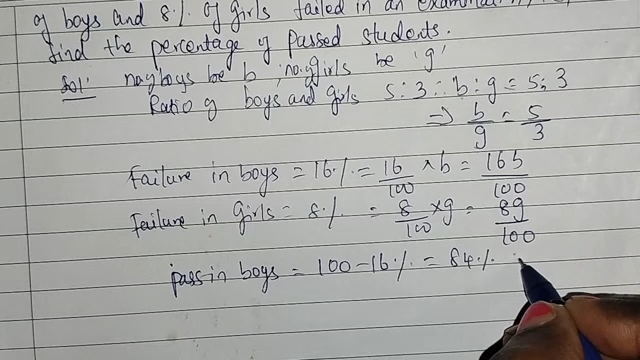 of boys and 8.% of girls failed in an examination,
find the percentage of passed students.
Sol: no of boys be b ; no of girls be 'g'
Ratio of boys and girls 5:3 ∴ b:g = 5:3
⇒ b/g = 5/3
Failure in boys = 16.% = 16/100 × b = 16b/100
Failure in Girls = 8.% = 8/100 × g = 8g/100
pass in boys = 100 - 16.% = 84.%